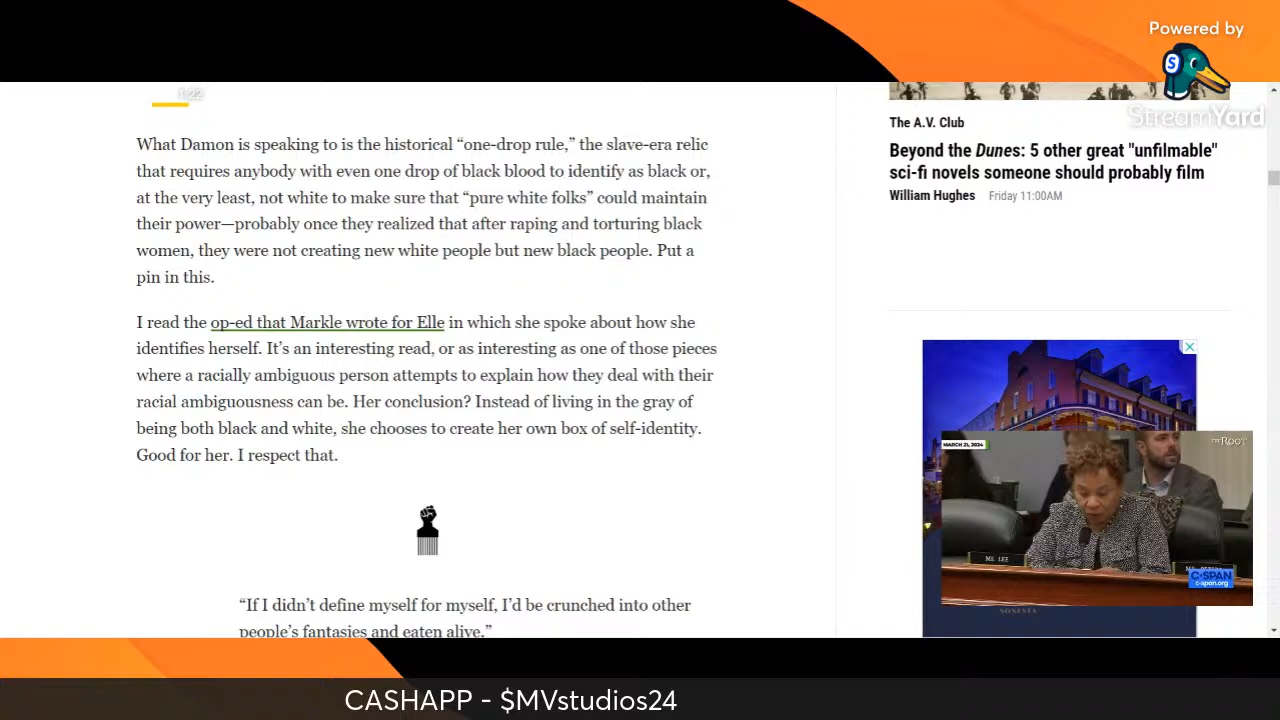 Powered by
StreamYard
1:22
What Damon is speaking to is the historical “one-drop rule,” the slave-era relic
that requires anybody with even one drop of black blood to identify as black or,
at the very least, not white to make sure that “pure white folks” could maintain
their power—probably once they realized that after raping and torturing black
women, they were not creating new white people but new black people. Put a
pin in this.
I read the op-ed that Markle wrote for Elle in which she spoke about how she
identifies herself. It’s an interesting read, or as interesting as one of those pieces
where a racially ambiguous person attempts to explain how they deal with their
racial ambiguousness can be. Her conclusion? Instead of living in the gray of
being both black and white, she chooses to create her own box of self-identity.
Good for her. I respect that.
“If I didn’t define myself for myself, I’d be crunched into other
people’s fantasies and eaten alive.”
The A.V. Club
Beyond the Dunes: 5 other great "unfilmable"
sci-fi novels someone should probably film
William Hughes Friday 11:00AM
MARCH 21, 2024
THE ROOT
MS. LEE
C-SPAN
c-span.org
SONESTA
CASHAPP - $MVstudios24